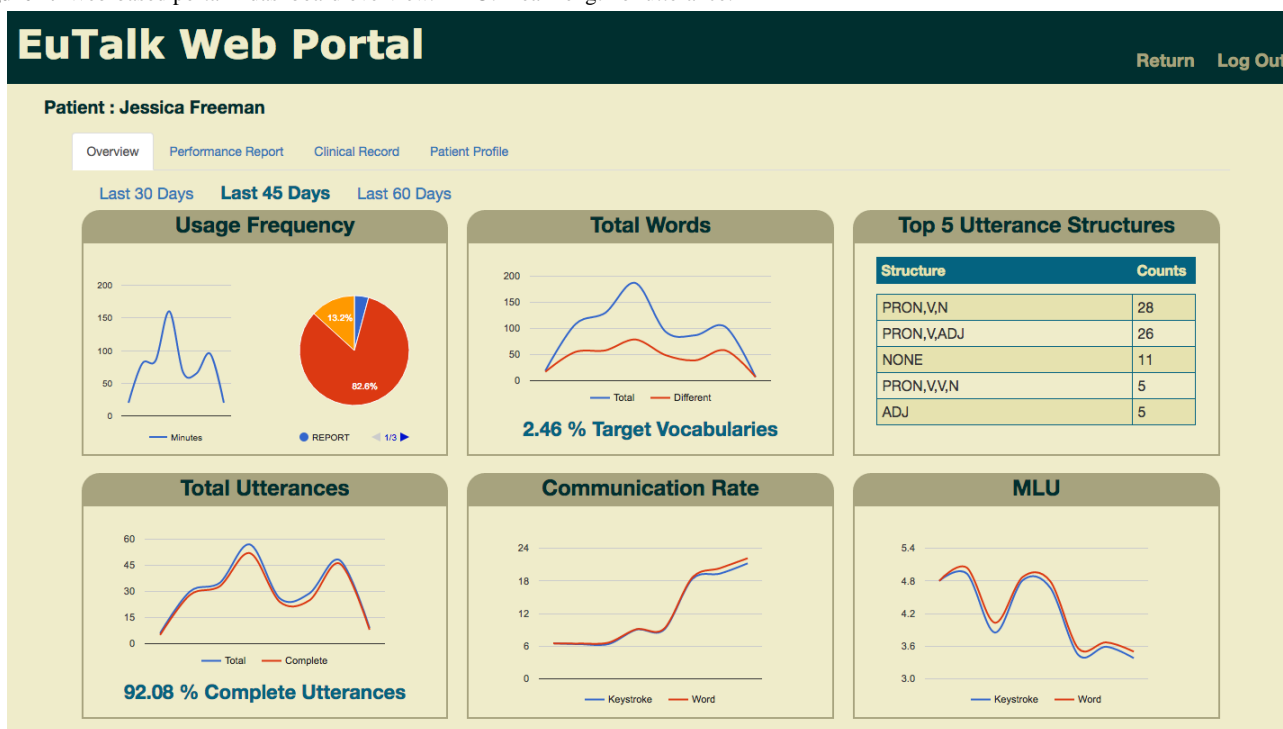 EuTalk Web Portal
Return Log Out
Patient : Jessica Freeman
Overview Performance Report Clinical Record Patient Profile
Last 30 Days Last 45 Days Last 60 Days
Usage Frequency
200
150
100
50
0
Minutes
13.2%
82.6%
REPORT 1/3
Total Words
200
150
100
50
0
Total Different
2.46 % Target Vocabularies
Top 5 Utterance Structures
Structure Counts
PRON,V,N 28
PRON,V,ADJ 26
NONE 11
PRON,V,V,N 5
ADJ 5
Total Utterances
60
45
30
15
0
Total Complete
92.08 % Complete Utterances
Communication Rate
24
18
12
6
0
Keystroke Word
MLU
5.4
4.8
4.2
3.6
3.0
Keystroke Word